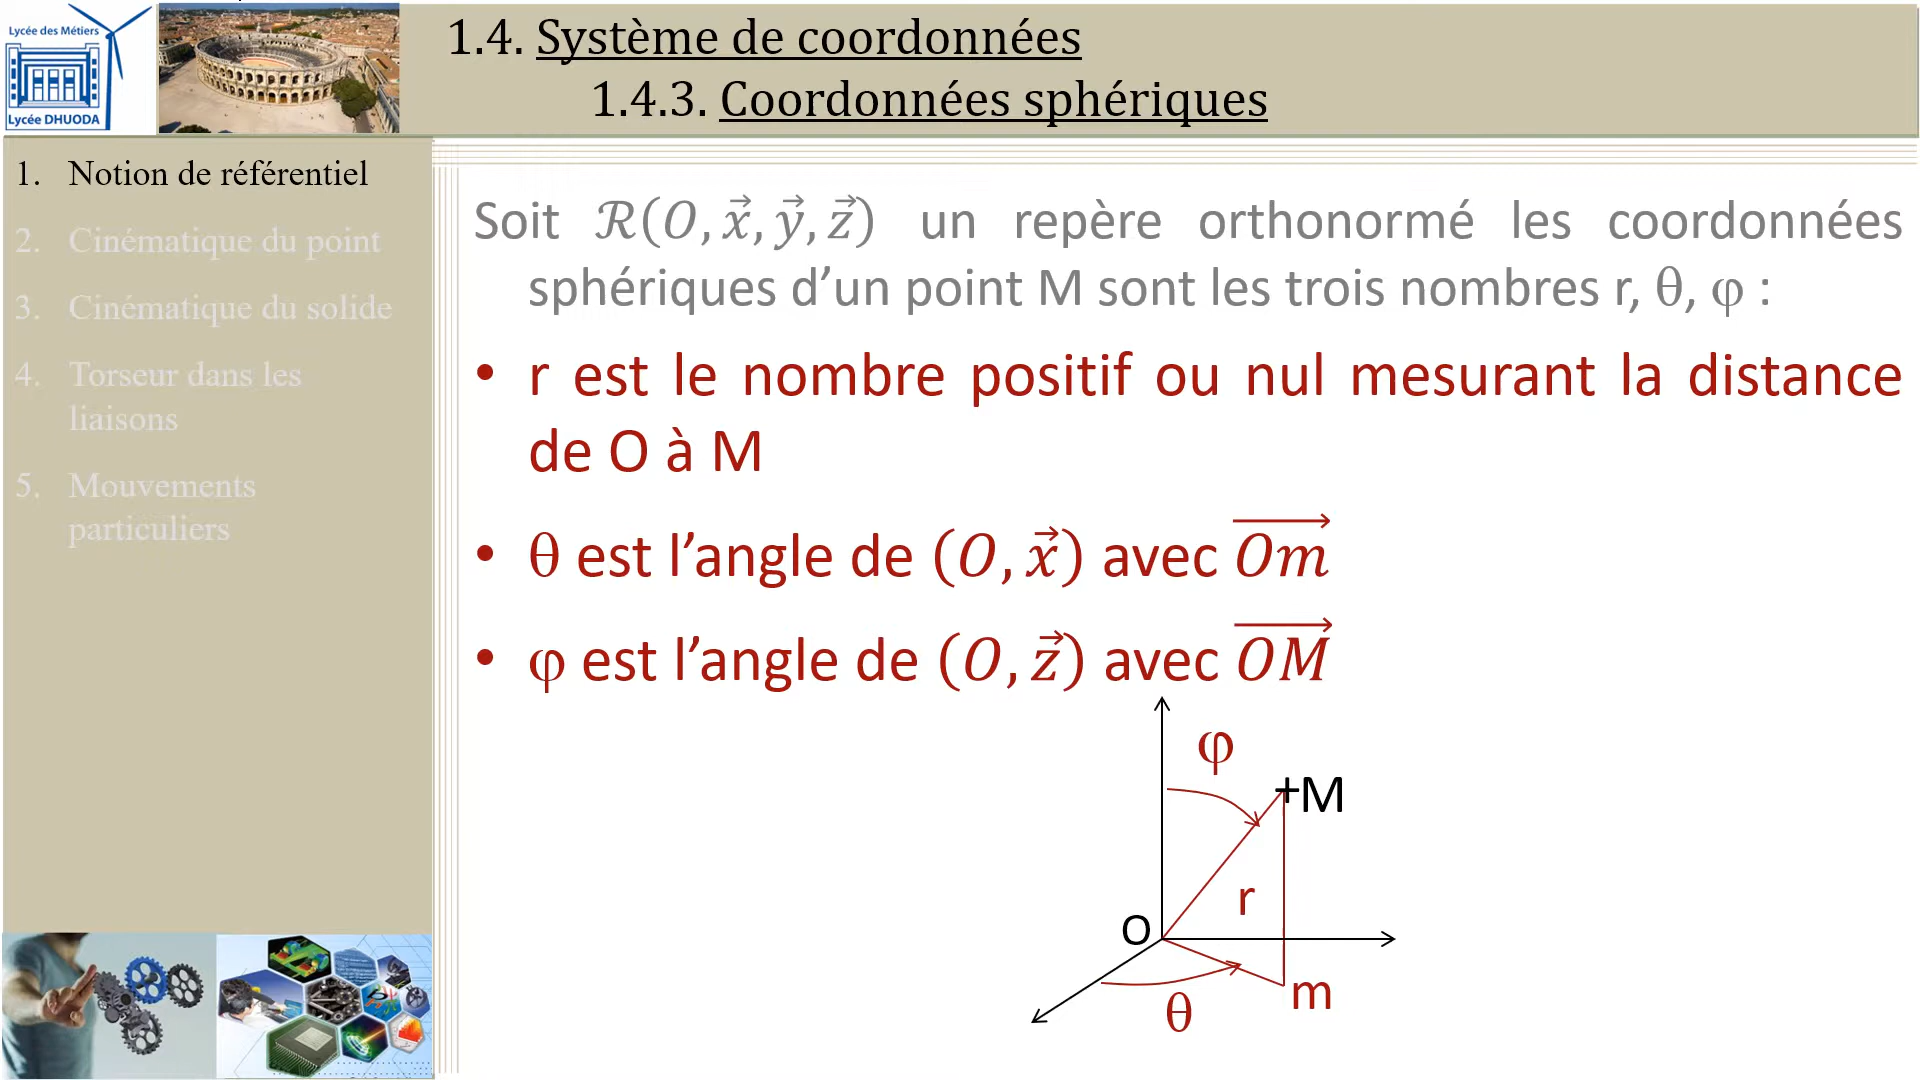 Lycée des Métiers
Lycée DHUODA
1.4. Système de coordonnées
1.4.3. Coordonnées sphériques
1. Notion de référentiel
2. Cinématique du point
3. Cinématique du solide
4. Torseur dans les
liaisons
5. Mouvements
particuliers
Soit ℛ(O, x⃗, y⃗, z⃗) un repère orthonormé les coordonnées
sphériques d’un point M sont les trois nombres r, θ, φ :
• r est le nombre positif ou nul mesurant la distance
de O à M
• θ est l’angle de (O, x⃗) avec Om⃗
• φ est l’angle de (O, z⃗) avec OM⃗
φ
+M
r
O
m
θ